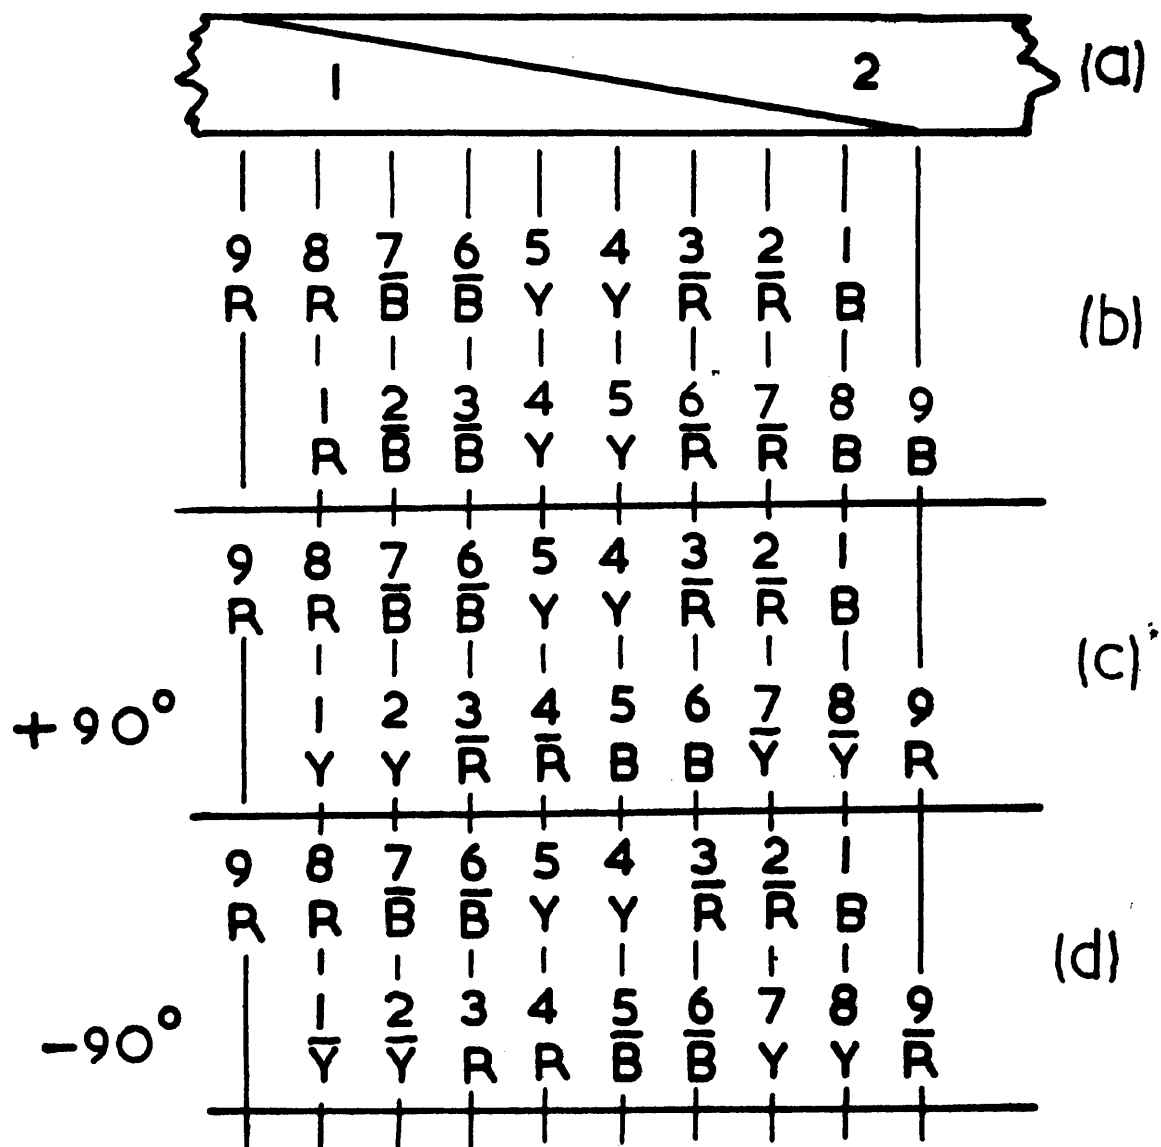 1 2 (a)
9 8 7 6 5 4 3 2 1
R R B̅ B̅ Y Y R̅ R̅ B
(b)
1 2 3 4 5 6 7 8 9
R B̅ B̅ Y Y R̅ R̅ B B
9 8 7 6 5 4 3 2 1
R R B̅ B̅ Y Y R̅ R̅ B
(c)
+90° 1 2 3 4 5 6 7 8 9
Y Y R̅ R̅ B B Y̅ Y̅ R
9 8 7 6 5 4 3 2 1
R R B̅ B̅ Y Y R̅ R̅ B
(d)
-90° 1 2 3 4 5 6 7 8 9
Y̅ Y̅ R R B̅ B̅ Y Y R̅